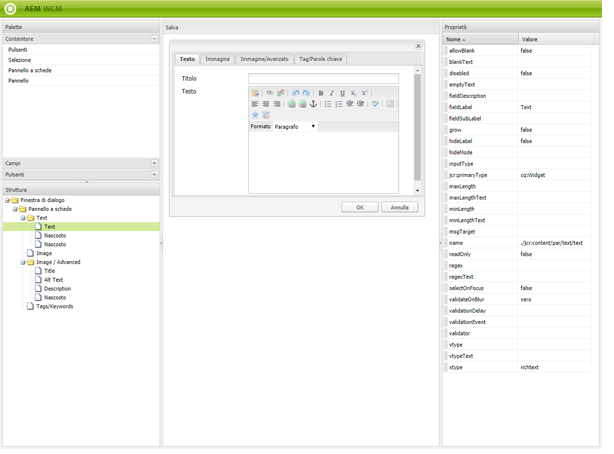 AEM WCM
Palette
Contenitore
Pulsanti
Selezione
Pannello a schede
Pannello
Campi
Pulsanti
Struttura
Finestra di dialogo
Pannello a schede
Text
Text
Nascosto
Nascosto
Image
Image / Advanced
Title
Alt Text
Description
Nascosto
Tags/Keywords
Salva
Testo Immagine Immagine/Avanzato Tag/Parole chiave
Titolo
Testo
B I U X₂ X²
Formato Paragrafo
OK Annulla
Proprietà
Nome Valore
allowBlank false
blankText
disabled false
emptyText
fieldDescription
fieldLabel Text
fieldSubLabel
grow false
hideLabel false
hideMode
inputType
jcr:primaryType cq:Widget
maxLength
maxLengthText
minLength
minLengthText
msgTarget
name ./jcr:content/par/text/text
readOnly false
regex
regexText
selectOnFocus false
validateOnBlur vero
validationDelay
validationEvent
validator
vtype
vtypeText
xtype richtext